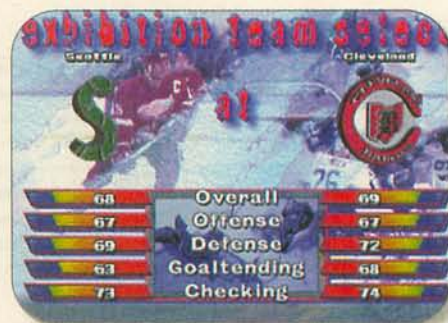 exhibition team select
Seattle Cleveland
at
68 Overall 69
67 Offense 67
69 Defense 72
63 Goaltending 68
73 Checking 74